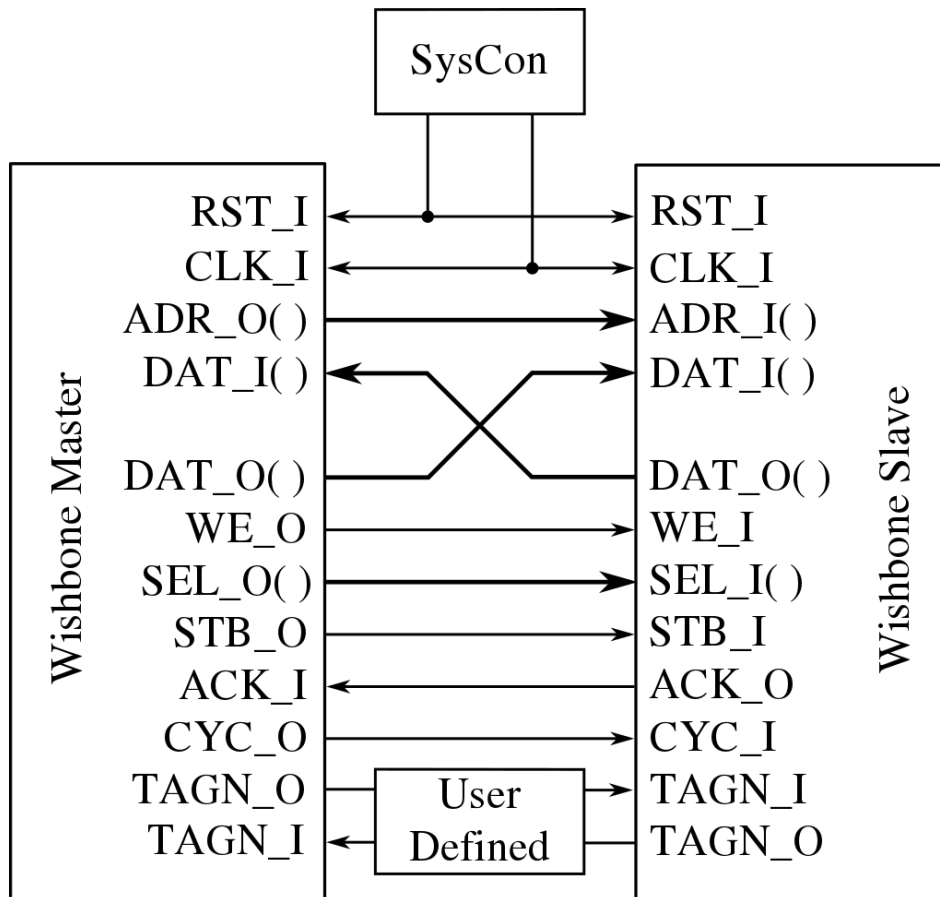 SysCon
Wishbone Master
RST_I
CLK_I
ADR_O( )
DAT_I( )
DAT_O( )
WE_O
SEL_O( )
STB_O
ACK_I
CYC_O
TAGN_O
TAGN_I
User
Defined
RST_I
CLK_I
ADR_I( )
DAT_I( )
DAT_O( )
WE_I
SEL_I( )
STB_I
ACK_O
CYC_I
TAGN_I
TAGN_O
Wishbone Slave